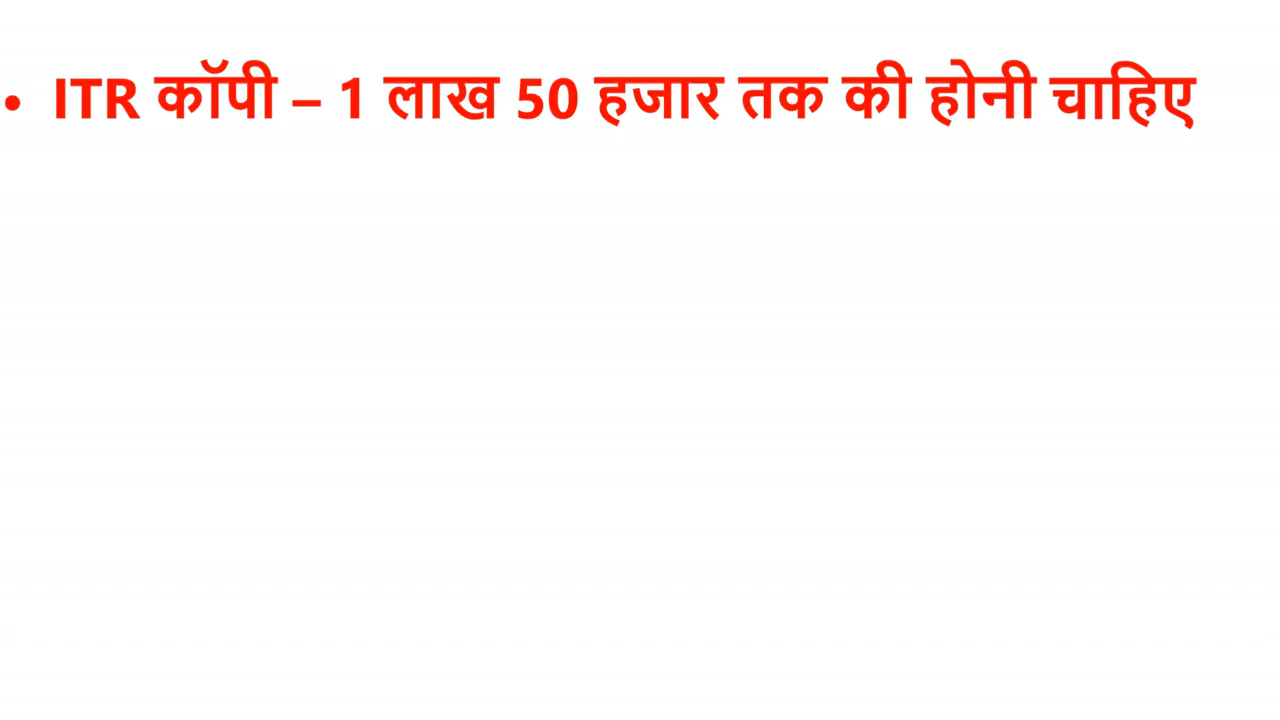 • ITR कॉपी – 1 लाख 50 हजार तक की होनी चाहिए